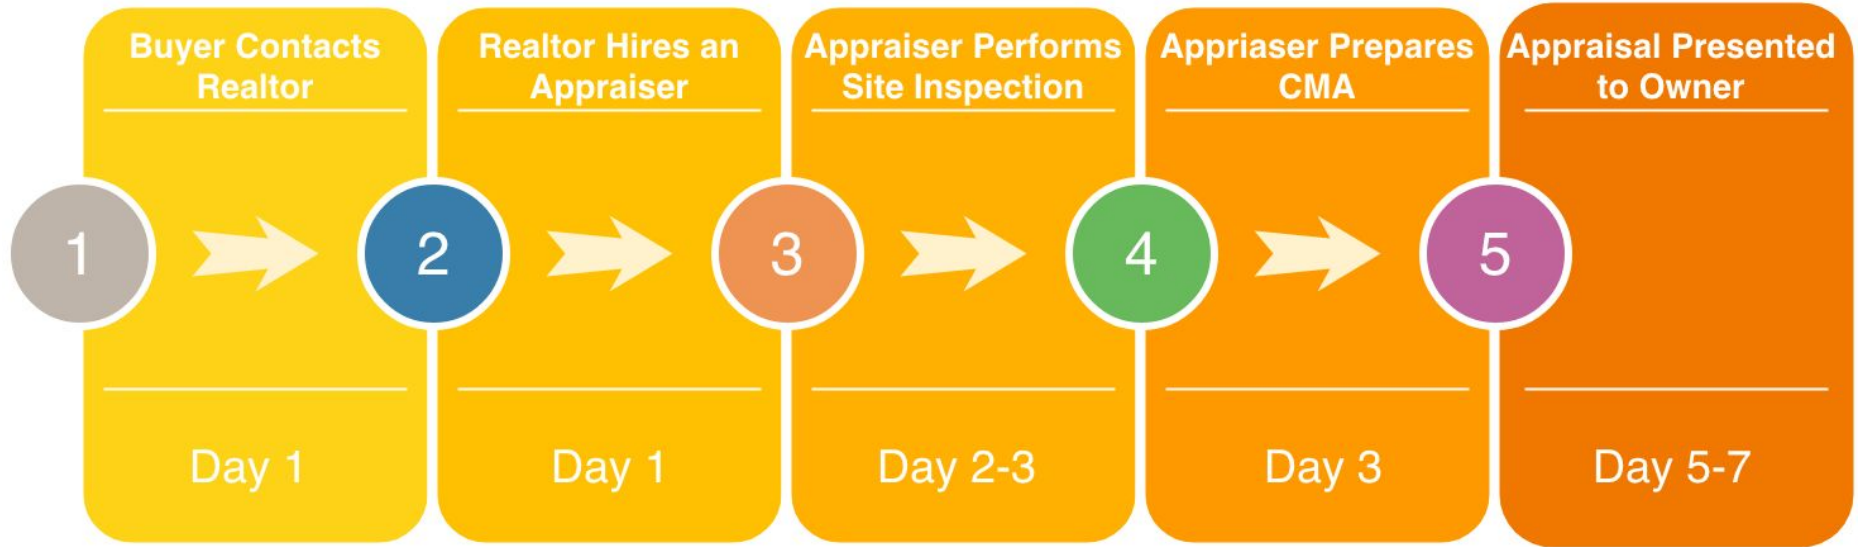 Buyer Contacts
Realtor
Realtor Hires an
Appraiser
Appraiser Performs
Site Inspection
Appriaser Prepares
CMA
Appraisal Presented
to Owner
1
2
3
4
5
Day 1
Day 1
Day 2-3
Day 3
Day 5-7